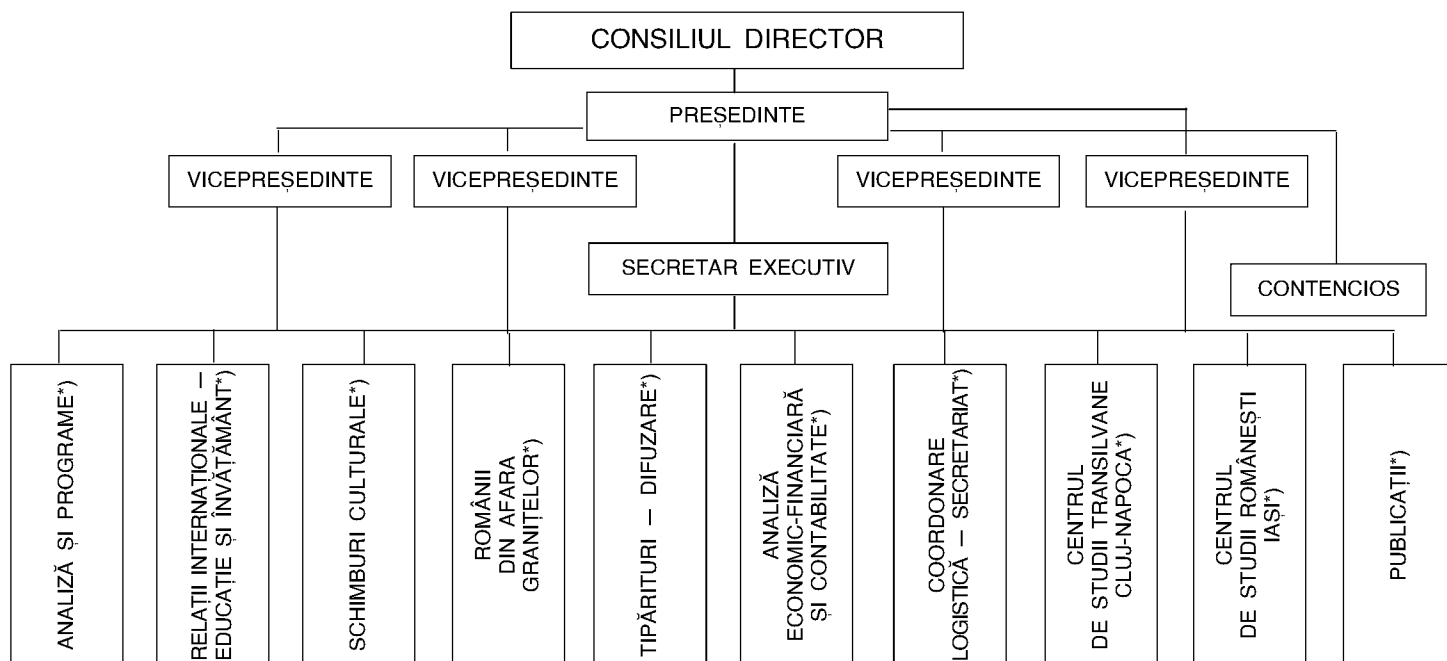 CONSILIUL DIRECTOR
PREȘEDINTE
VICEPREȘEDINTE
VICEPREȘEDINTE
VICEPREȘEDINTE
VICEPREȘEDINTE
SECRETAR EXECUTIV
CONTENCIOS
ANALIZĂ ȘI PROGRAME*)
RELAȚII INTERNAȚIONALE —
EDUCAȚIE ȘI ÎNVĂȚĂMÂNT*)
SCHIMBURI CULTURALE*)
ROMÂNII
DIN AFARA
GRANIȚELOR*)
TIPĂRITURI — DIFUZARE*)
ANALIZĂ
ECONOMIC-FINANCIARĂ
ȘI CONTABILITATE*)
COORDONARE
LOGISTICĂ — SECRETARIAT*)
CENTRUL
DE STUDII TRANSILVANE
CLUJ-NAPOCA*)
CENTRUL
DE STUDII ROMÂNEȘTI
IAȘI*)
PUBLICAȚII*)